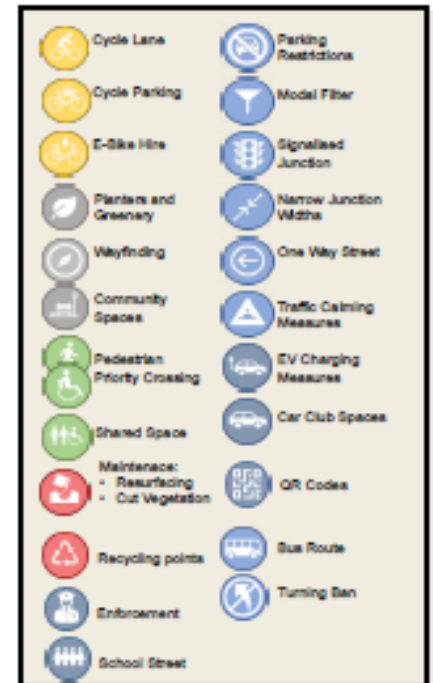 Cycle Lane
Cycle Parking
E-Bike Hire
Planters and
Greenery
Wayfinding
Community
Spaces
Pedestrian
Priority Crossing
Shared Space
Maintenace:
• Resurfacing
• Cut Vegetation
Recycling points
Enforcement
School Street
Parking
Restrictions
Modal Filter
Signalised
Junction
Narrow Junction
Widths
One Way Street
Traffic Calming
Measures
EV Charging
Measures
Car Club Spaces
QR Codes
Bus Route
Turning Ban